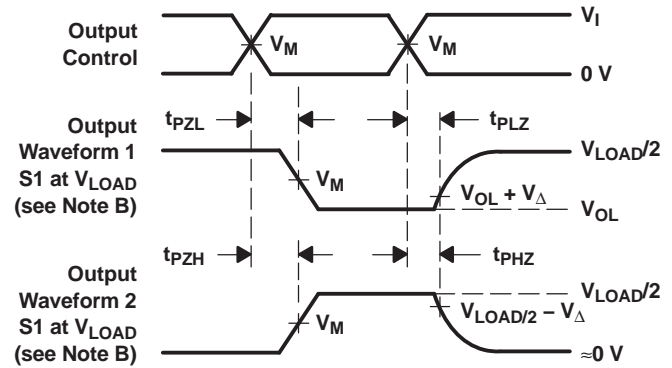 Output
Control
V_M
V_M
V_I
0 V
t_PZL
t_PLZ
Output
Waveform 1
S1 at V_LOAD
(see Note B)
V_M
V_LOAD/2
V_OL + V_Δ
V_OL
t_PZH
t_PHZ
Output
Waveform 2
S1 at V_LOAD
(see Note B)
V_M
V_LOAD/2
V_LOAD/2 − V_Δ
≈0 V